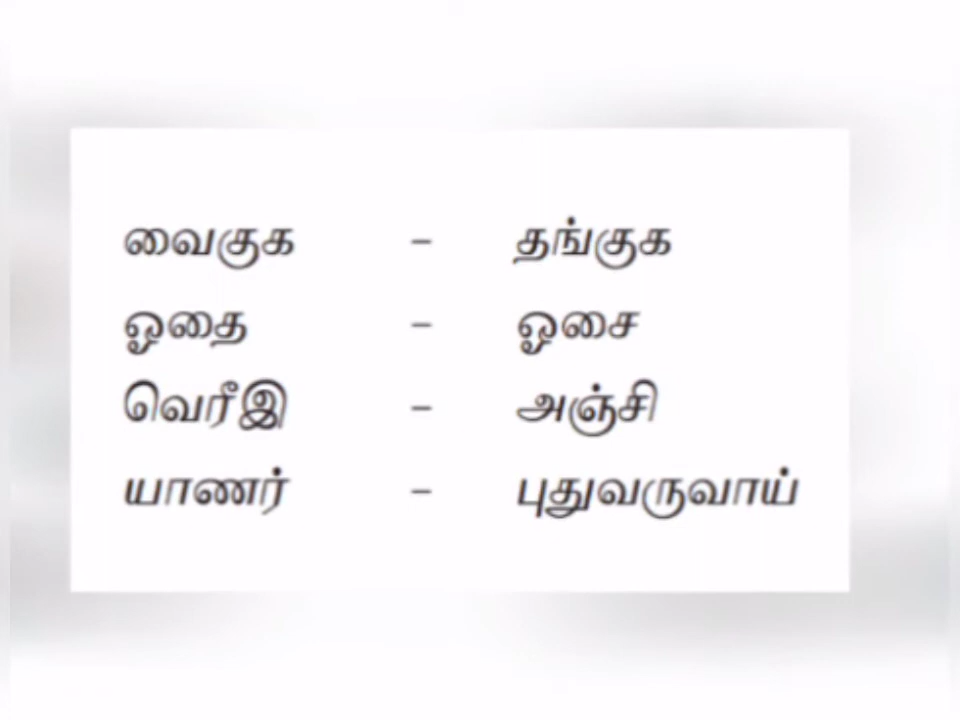 வைகுக - தங்குக
ஓதை - ஓசை
வெரீஇ - அஞ்சி
யாணர் - புதுவருவாய்